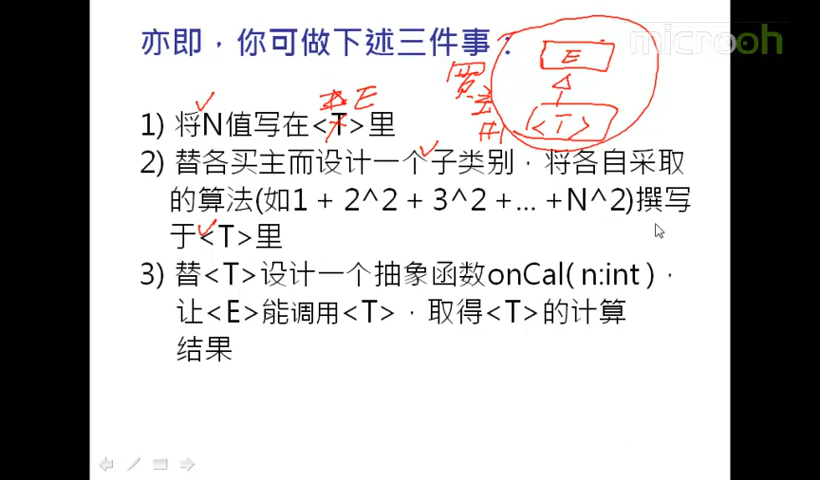 亦即，你可做下述三件事：
microoh
E
<T>
买主
E
1) 将N值写在<T>里
2) 替各买主而设计一个子类别，将各自采取
的算法(如1 + 2^2 + 3^2 +... +N^2)撰写
于<T>里
3) 替<T>设计一个抽象函数onCal( n:int )，
让<E>能调用<T>，取得<T>的计算
结果